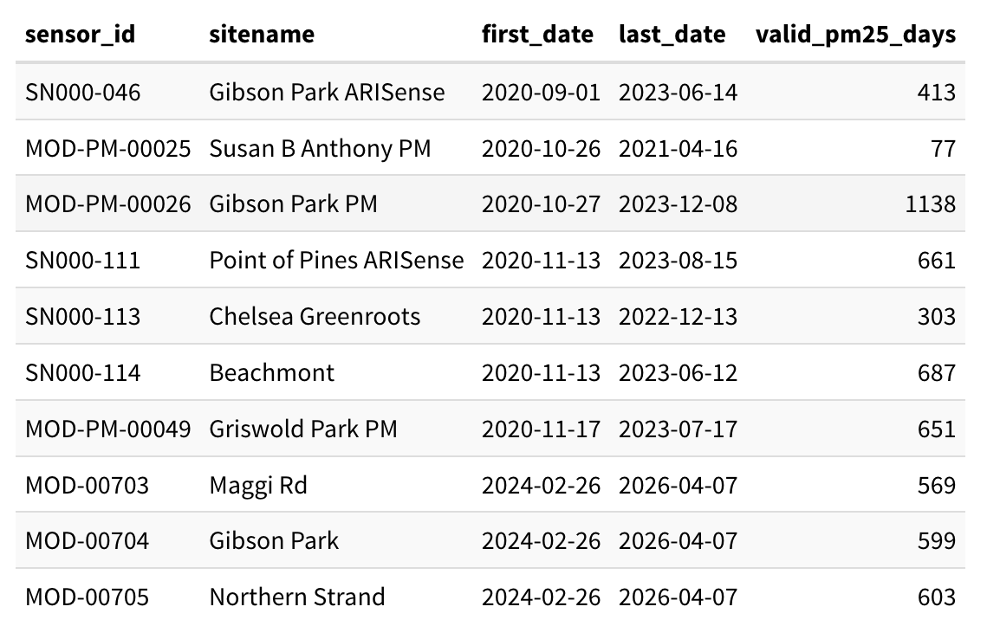 sensor_id sitename first_date last_date valid_pm25_days
SN000-046 Gibson Park ARISense 2020-09-01 2023-06-14 413
MOD-PM-00025 Susan B Anthony PM 2020-10-26 2021-04-16 77
MOD-PM-00026 Gibson Park PM 2020-10-27 2023-12-08 1138
SN000-111 Point of Pines ARISense 2020-11-13 2023-08-15 661
SN000-113 Chelsea Greenroots 2020-11-13 2022-12-13 303
SN000-114 Beachmont 2020-11-13 2023-06-12 687
MOD-PM-00049 Griswold Park PM 2020-11-17 2023-07-17 651
MOD-00703 Maggi Rd 2024-02-26 2026-04-07 569
MOD-00704 Gibson Park 2024-02-26 2026-04-07 599
MOD-00705 Northern Strand 2024-02-26 2026-04-07 603